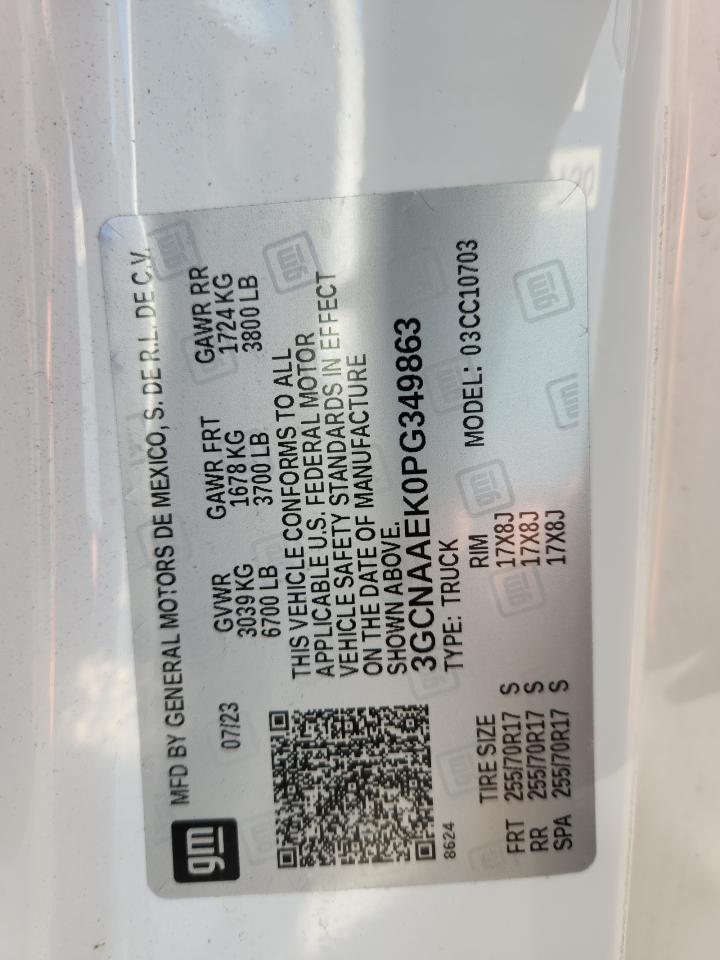 gm
MFD BY GENERAL MOTORS DE MEXICO, S. DE R.L. DE C.V.
07/23
GVWR GAWR FRT GAWR RR
3039 KG 1678 KG 1724 KG
6700 LB 3700 LB 3800 LB
THIS VEHICLE CONFORMS TO ALL
APPLICABLE U.S. FEDERAL MOTOR
VEHICLE SAFETY STANDARDS IN EFFECT
ON THE DATE OF MANUFACTURE
SHOWN ABOVE.
3GCNAAEK0PG349863
TYPE: TRUCK MODEL: 03CC10703
8624
TIRE SIZE RIM
FRT 255/70R17 S 17X8J
RR 255/70R17 S 17X8J
SPA 255/70R17 S 17X8J